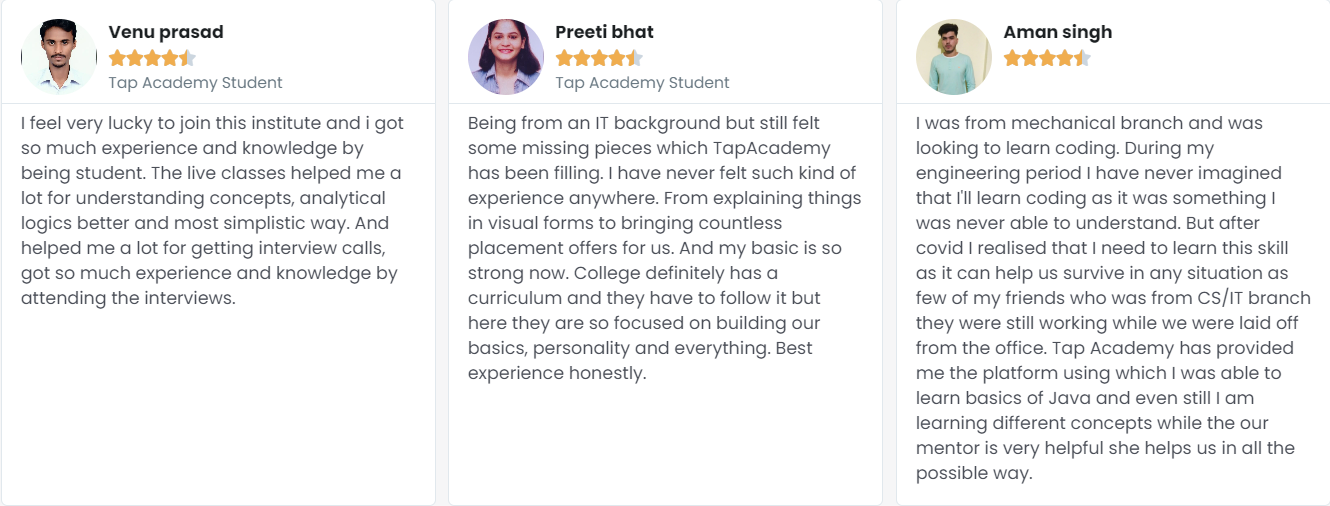 Venu prasad
Tap Academy Student
I feel very lucky to join this institute and i got
so much experience and knowledge by
being student. The live classes helped me a
lot for understanding concepts, analytical
logics better and most simplistic way. And
helped me a lot for getting interview calls,
got so much experience and knowledge by
attending the interviews.
Preeti bhat
Tap Academy Student
Being from an IT background but still felt
some missing pieces which TapAcademy
has been filling. I have never felt such kind of
experience anywhere. From explaining things
in visual forms to bringing countless
placement offers for us. And my basic is so
strong now. College definitely has a
curriculum and they have to follow it but
here they are so focused on building our
basics, personality and everything. Best
experience honestly.
Aman singh
I was from mechanical branch and was
looking to learn coding. During my
engineering period I have never imagined
that I'll learn coding as it was something I
was never able to understand. But after
covid I realised that I need to learn this skill
as it can help us survive in any situation as
few of my friends who was from CS/IT branch
they were still working while we were laid off
from the office. Tap Academy has provided
me the platform using which I was able to
learn basics of Java and even still I am
learning different concepts while the our
mentor is very helpful she helps us in all the
possible way.